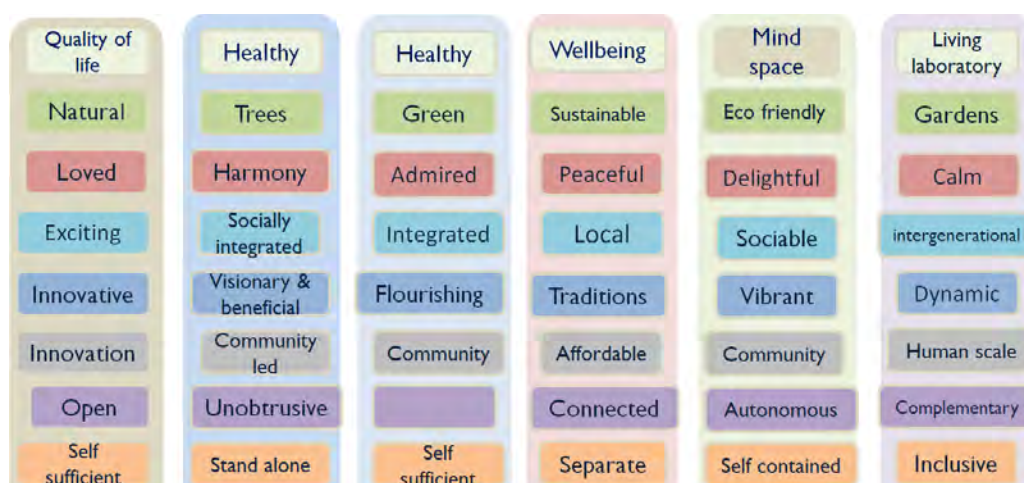 Quality of
life
Natural
Loved
Exciting
Innovative
Innovation
Open
Self
sufficient
Healthy
Trees
Harmony
Socially
integrated
Visionary &
beneficial
Community
led
Unobtrusive
Stand alone
Healthy
Green
Admired
Integrated
Flourishing
Community
Self
sufficient
Wellbeing
Sustainable
Peaceful
Local
Traditions
Affordable
Connected
Separate
Mind
space
Eco friendly
Delightful
Sociable
Vibrant
Community
Autonomous
Self contained
Living
laboratory
Gardens
Calm
intergenerational
Dynamic
Human scale
Complementary
Inclusive